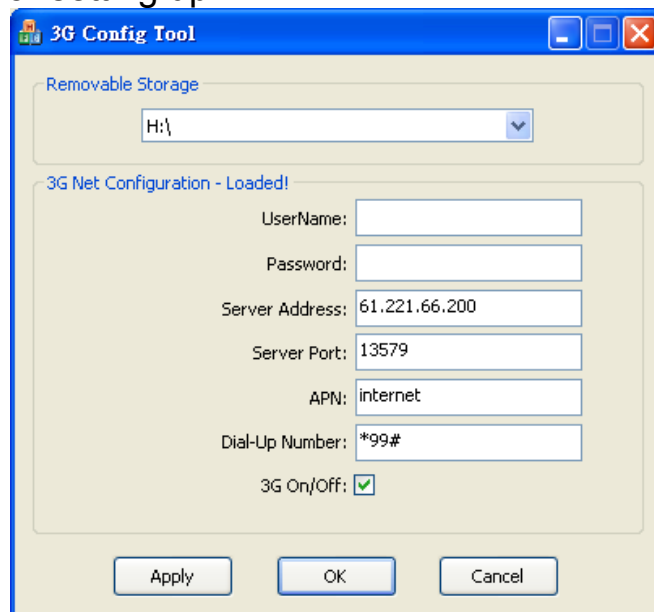 3G Config Tool
Removable Storage
H:\
3G Net Configuration - Loaded!
UserName:
Password:
Server Address: 61.221.66.200
Server Port: 13579
APN: internet
Dial-Up Number: *99#
3G On/Off:
Apply OK Cancel